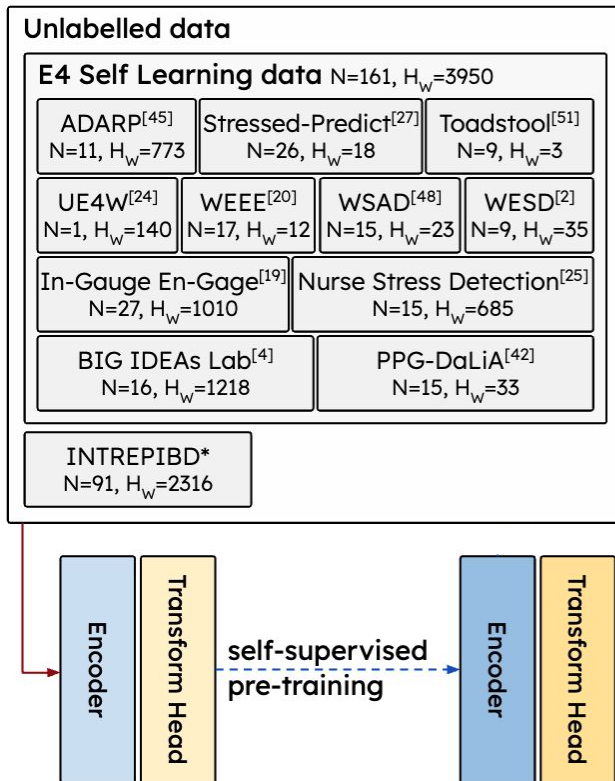 Unlabelled data
E4 Self Learning data N=161, H_W=3950
ADARP[45]
N=11, H_W=773
Stressed-Predict[27]
N=26, H_W=18
Toadstool[51]
N=9, H_W=3
UE4W[24]
N=1, H_W=140
WEEE[20]
N=17, H_W=12
WSAD[48]
N=15, H_W=23
WESD[2]
N=9, H_W=35
In-Gauge En-Gage[19]
N=27, H_W=1010
Nurse Stress Detection[25]
N=15, H_W=685
BIG IDEAs Lab[4]
N=16, H_W=1218
PPG-DaLiA[42]
N=15, H_W=33
INTREPIBD*
N=91, H_W=2316
Encoder
Transform Head
self-supervised
pre-training
Encoder
Transform Head